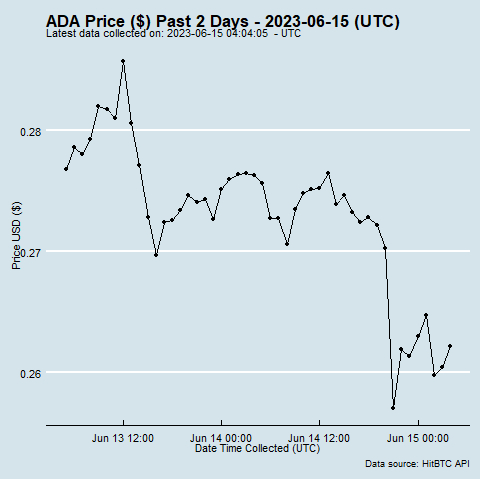 ADA Price ($) Past 2 Days - 2023-06-15 (UTC)
Latest data collected on: 2023-06-15 04:04:05 - UTC
0.28
0.27
0.26
Price USD ($)
Jun 13 12:00 Jun 14 00:00 Jun 14 12:00 Jun 15 00:00
Date Time Collected (UTC)
Data source: HitBTC API